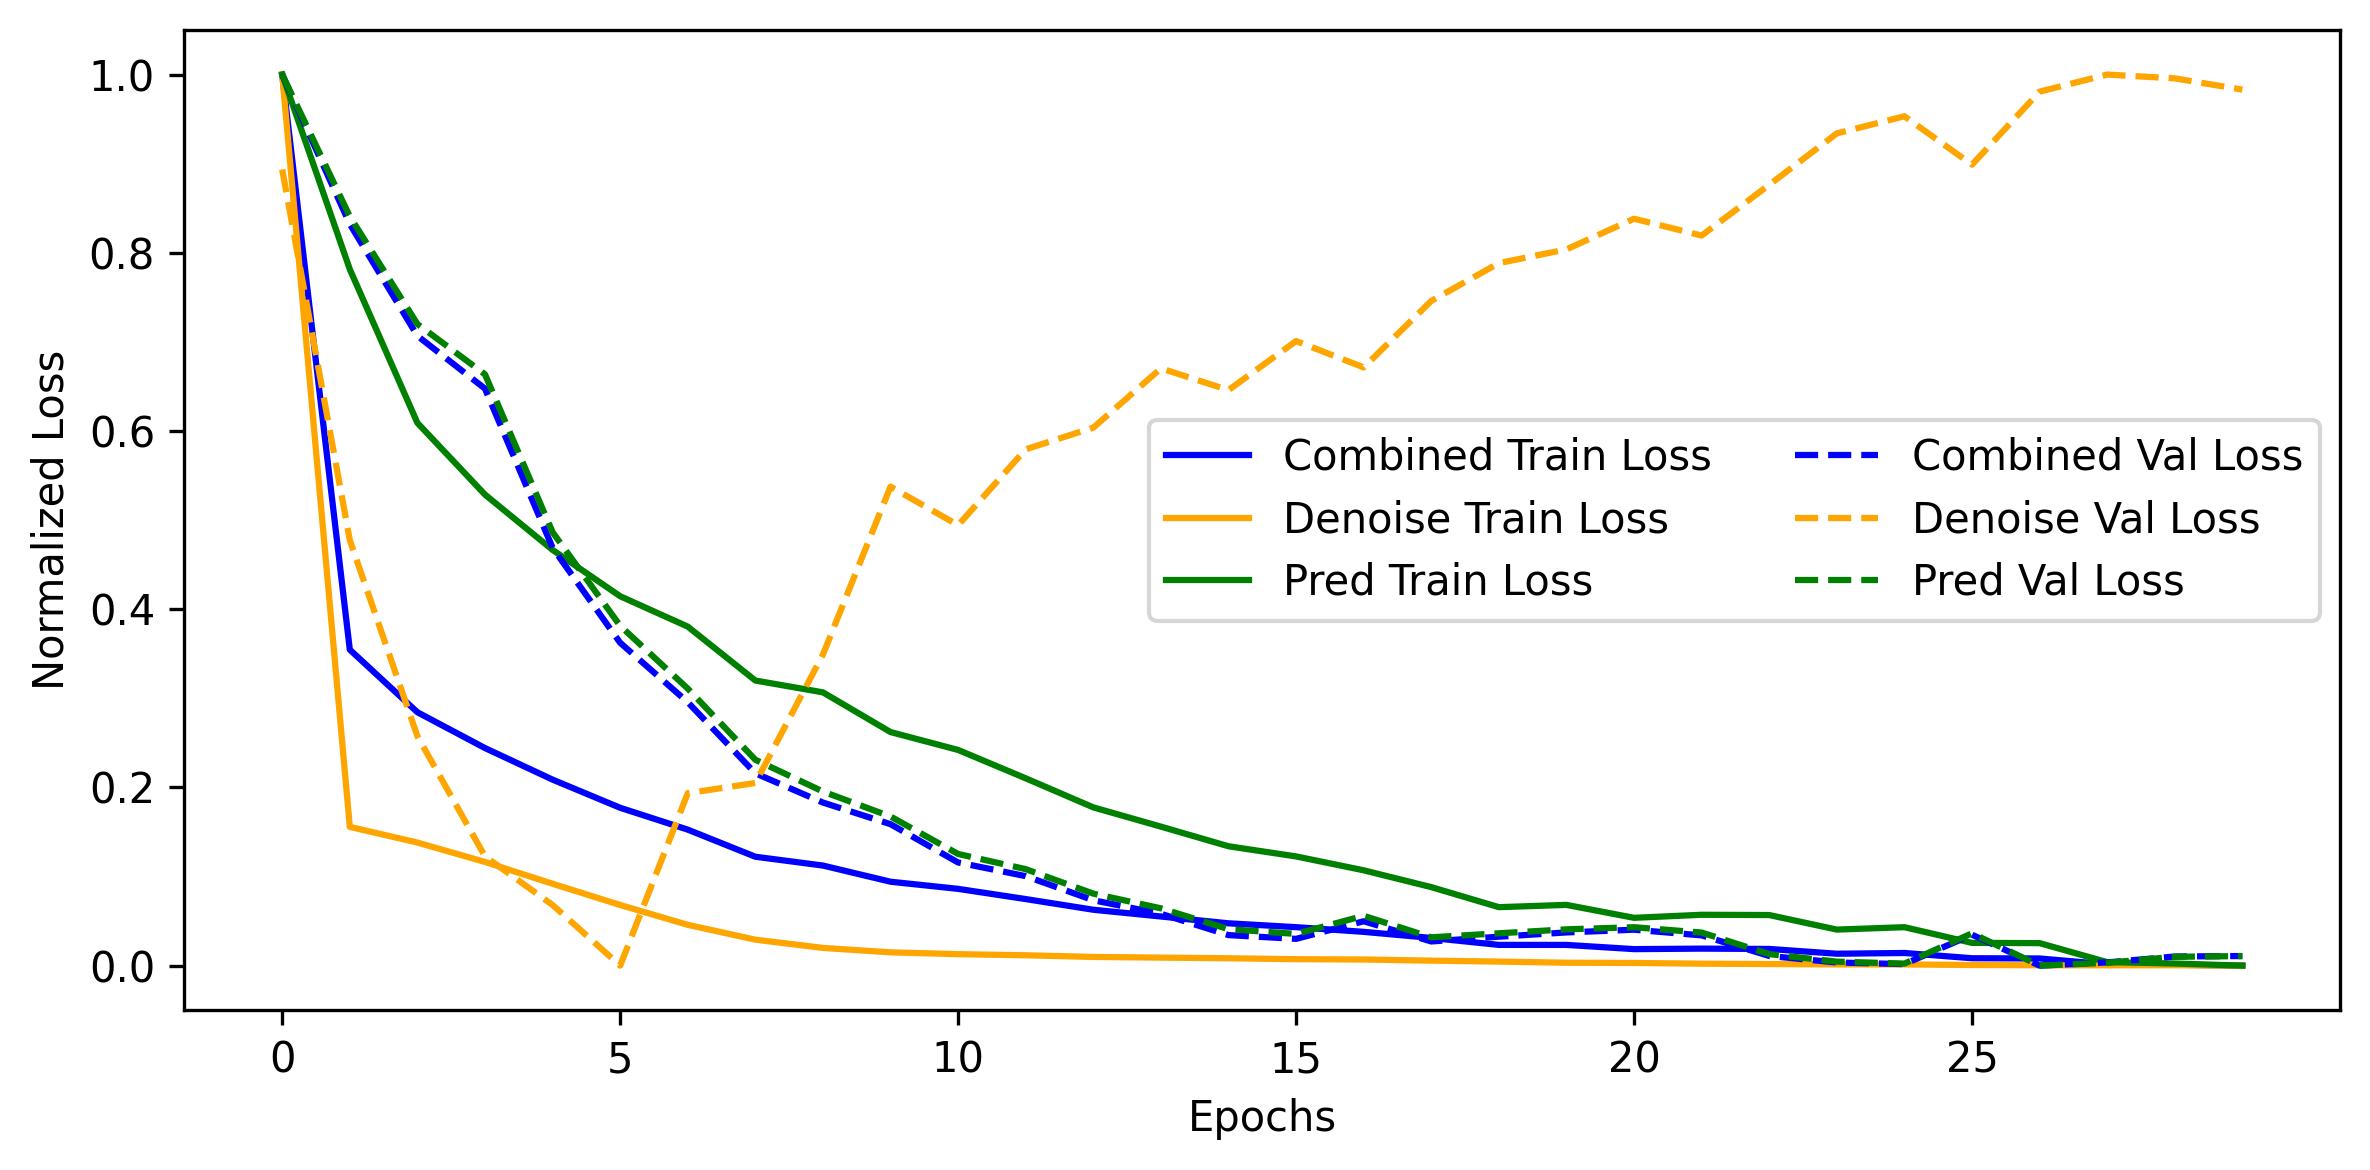 1.0
0.8
0.6
0.4
0.2
0.0
Normalized Loss
Combined Train Loss
Denoise Train Loss
Pred Train Loss
Combined Val Loss
Denoise Val Loss
Pred Val Loss
0 5 10 15 20 25
Epochs